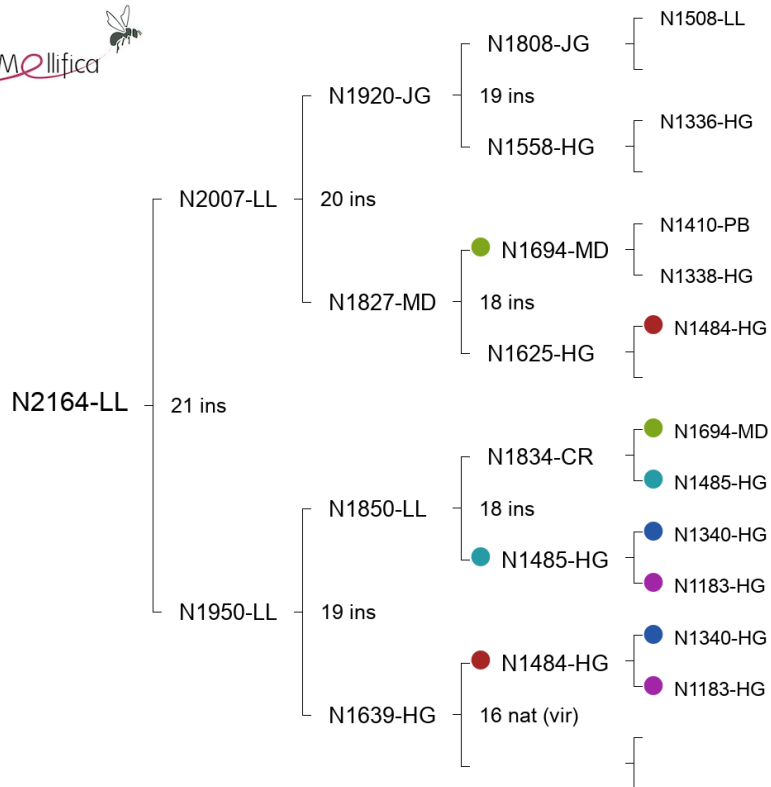 N1508-LL
Mellifica
N1808-JG
N1920-JG
19 ins
N1336-HG
N1558-HG
N2007-LL
20 ins
N1410-PB
N1694-MD
N1338-HG
N1827-MD
18 ins
N1484-HG
N1625-HG
N2164-LL
21 ins
N1694-MD
N1834-CR
N1485-HG
N1850-LL
18 ins
N1340-HG
N1485-HG
N1183-HG
N1950-LL
19 ins
N1340-HG
N1484-HG
N1183-HG
N1639-HG
16 nat (vir)